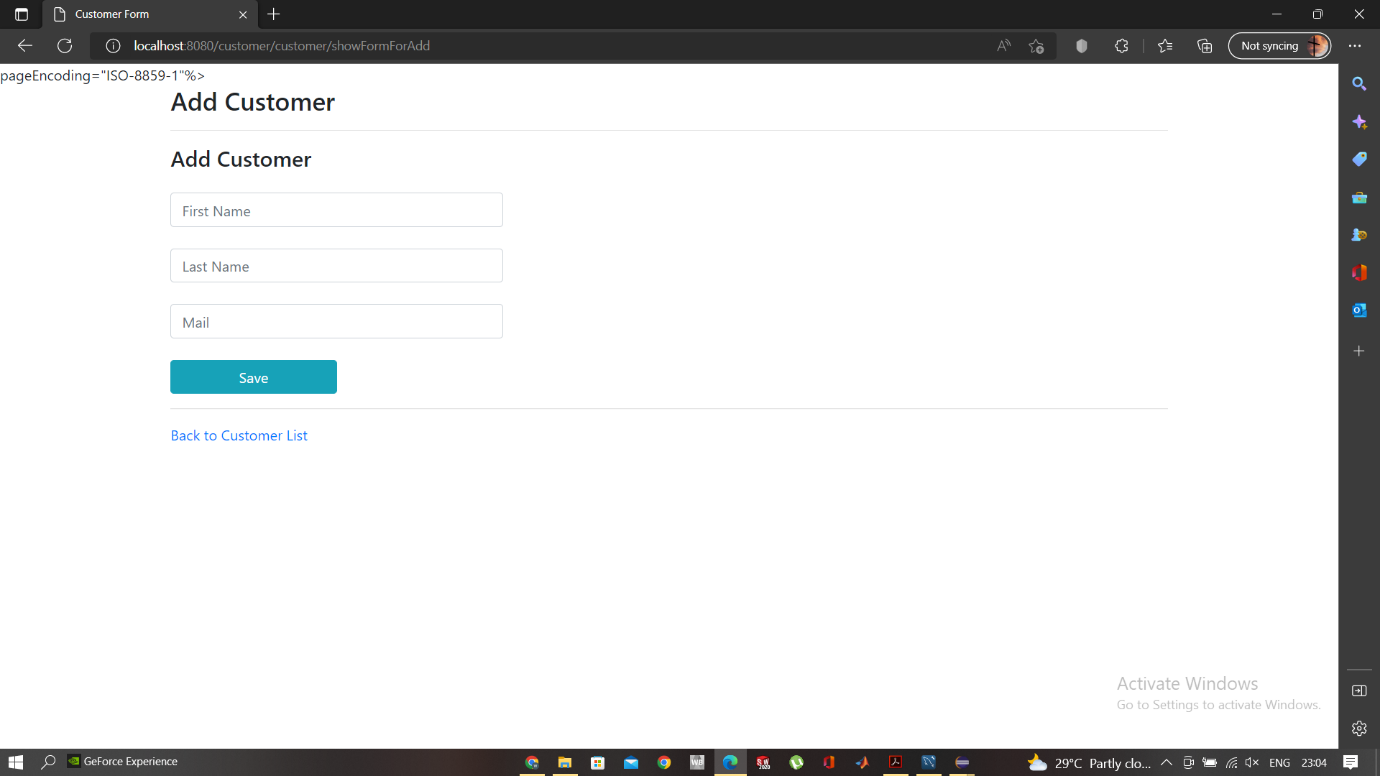 Customer Form
localhost:8080/customer/customer/showFormForAdd
Not syncing
pageEncoding="ISO-8859-1"%>
Add Customer
Add Customer
First Name
Last Name
Mail
Save
Back to Customer List
Activate Windows
Go to Settings to activate Windows.
GeForce Experience
29°C Partly clo...
ENG
23:04